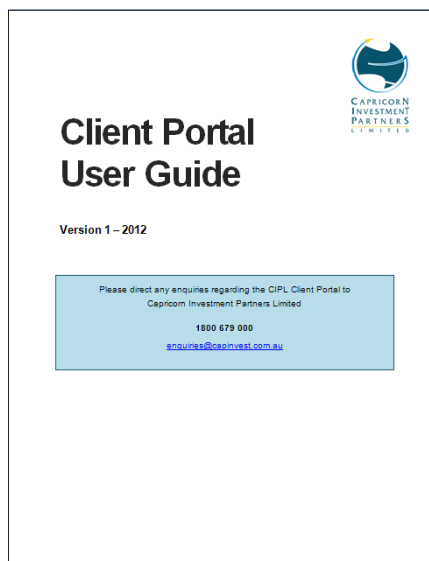 CAPRICORN
INVESTMENT
PARTNERS
LIMITED
Client Portal
User Guide
Version 1 – 2012
Please direct any enquiries regarding the CIPL Client Portal to
Capricorn Investment Partners Limited
1800 679 000
enquiries@capinvest.com.au